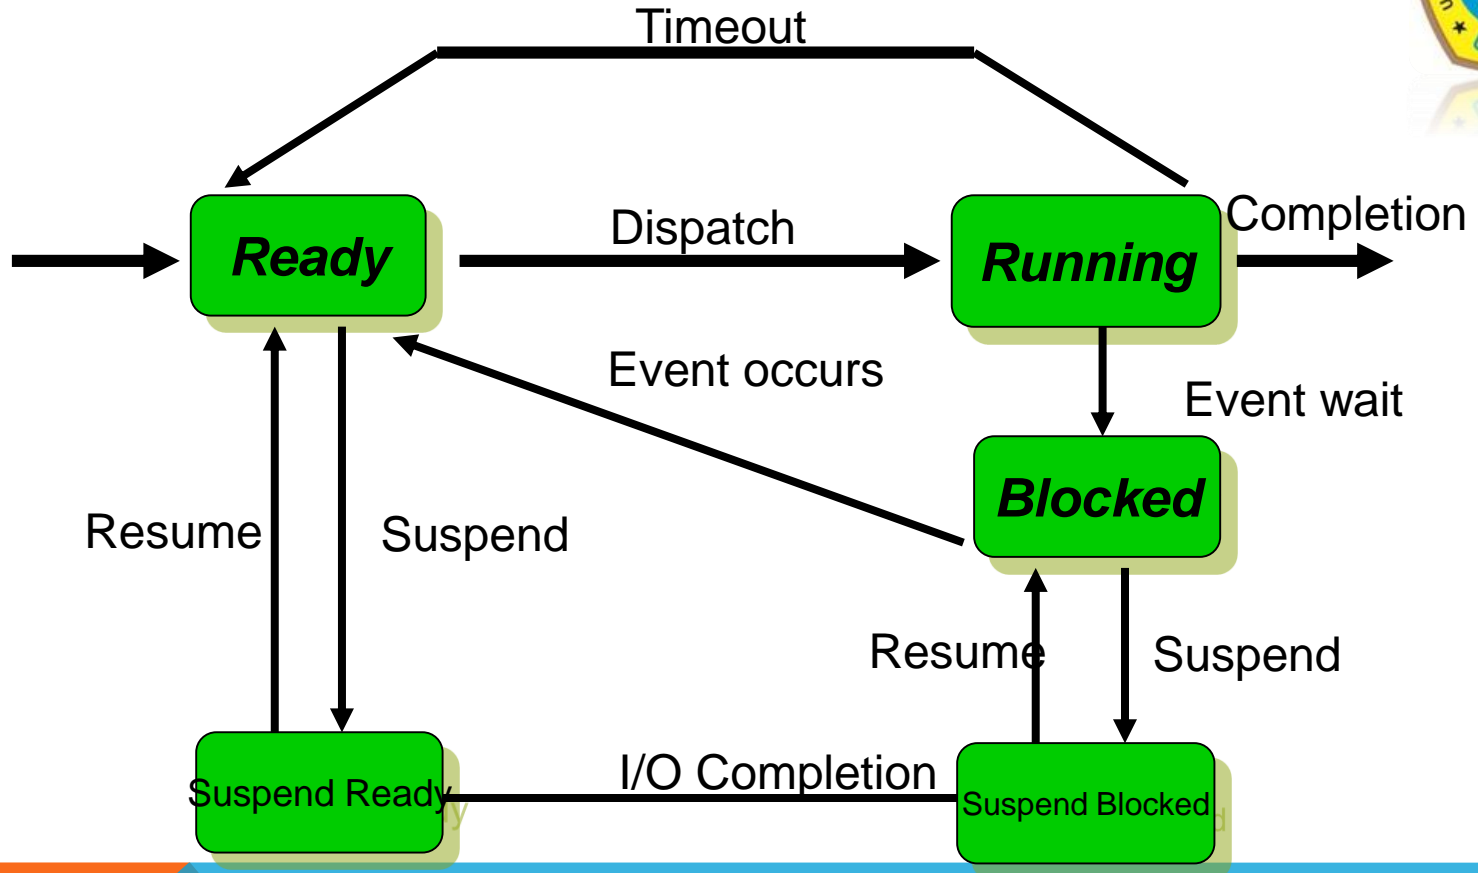 Timeout
Ready
Dispatch
Running
Completion
Event occurs
Event wait
Blocked
Resume
Suspend
Resume
Suspend
Suspend Ready
I/O Completion
Suspend Blocked